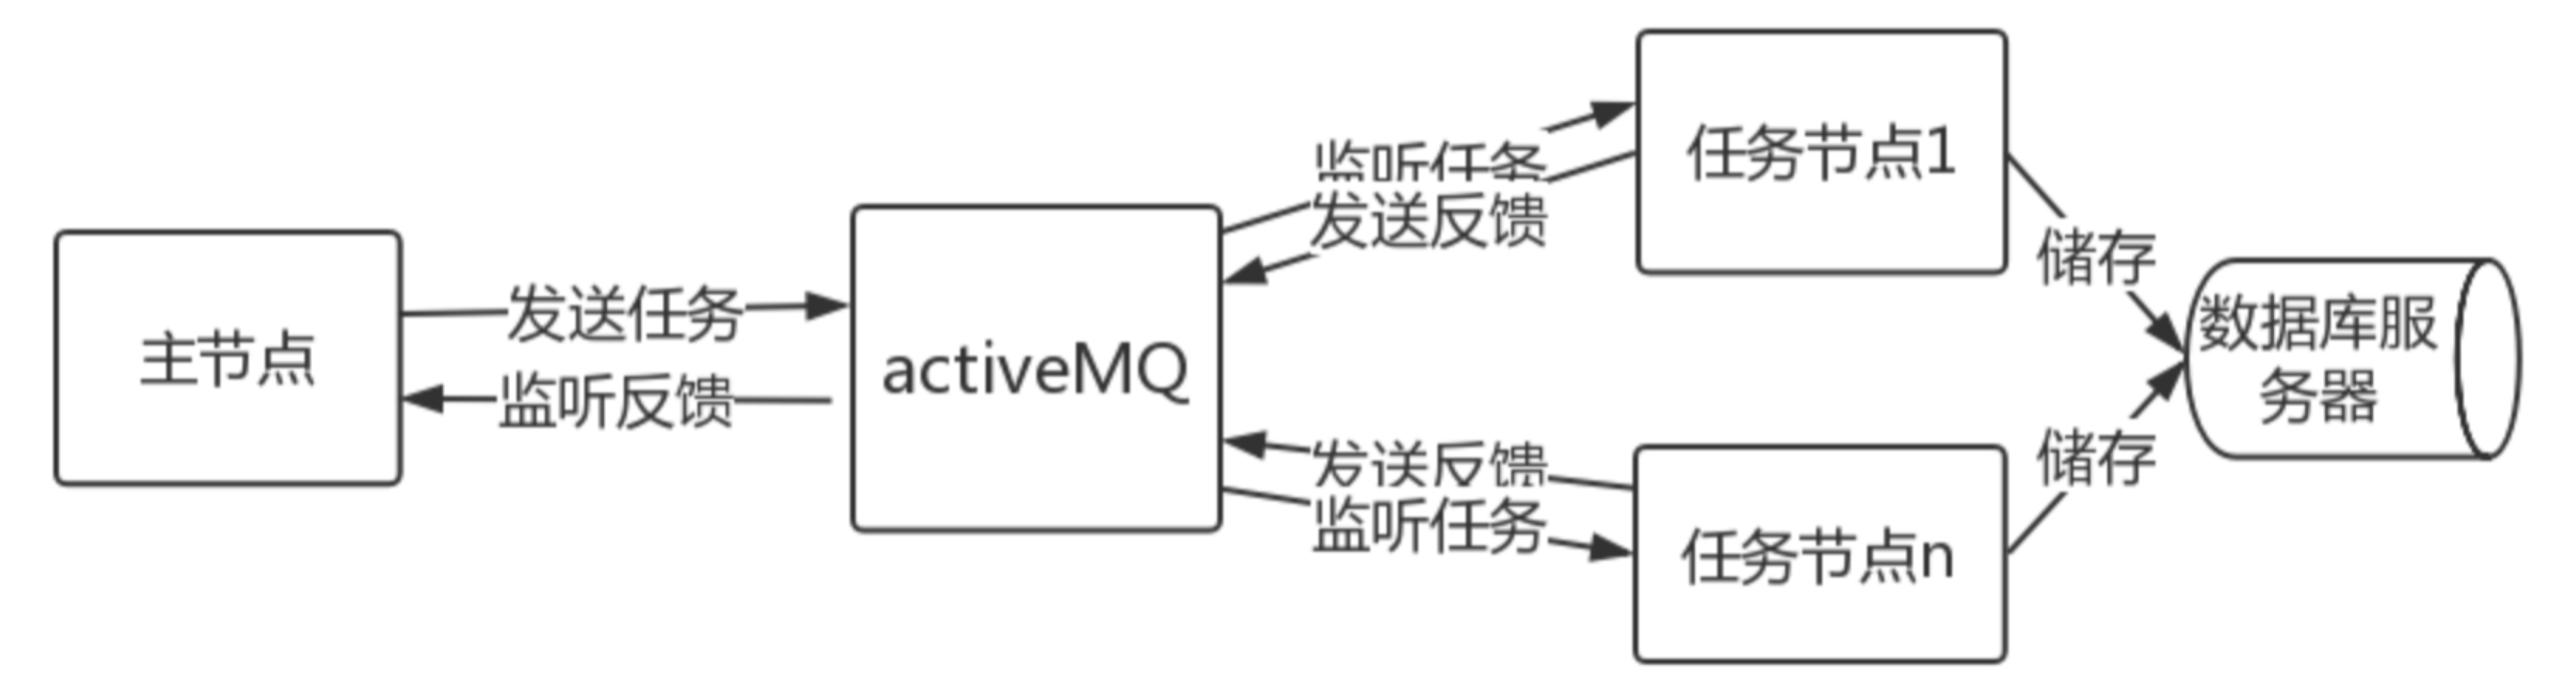 主节点
发送任务
监听反馈
activeMQ
监听任务
发送反馈
发送反馈
监听任务
任务节点1
任务节点n
储存
储存
数据库服
务器